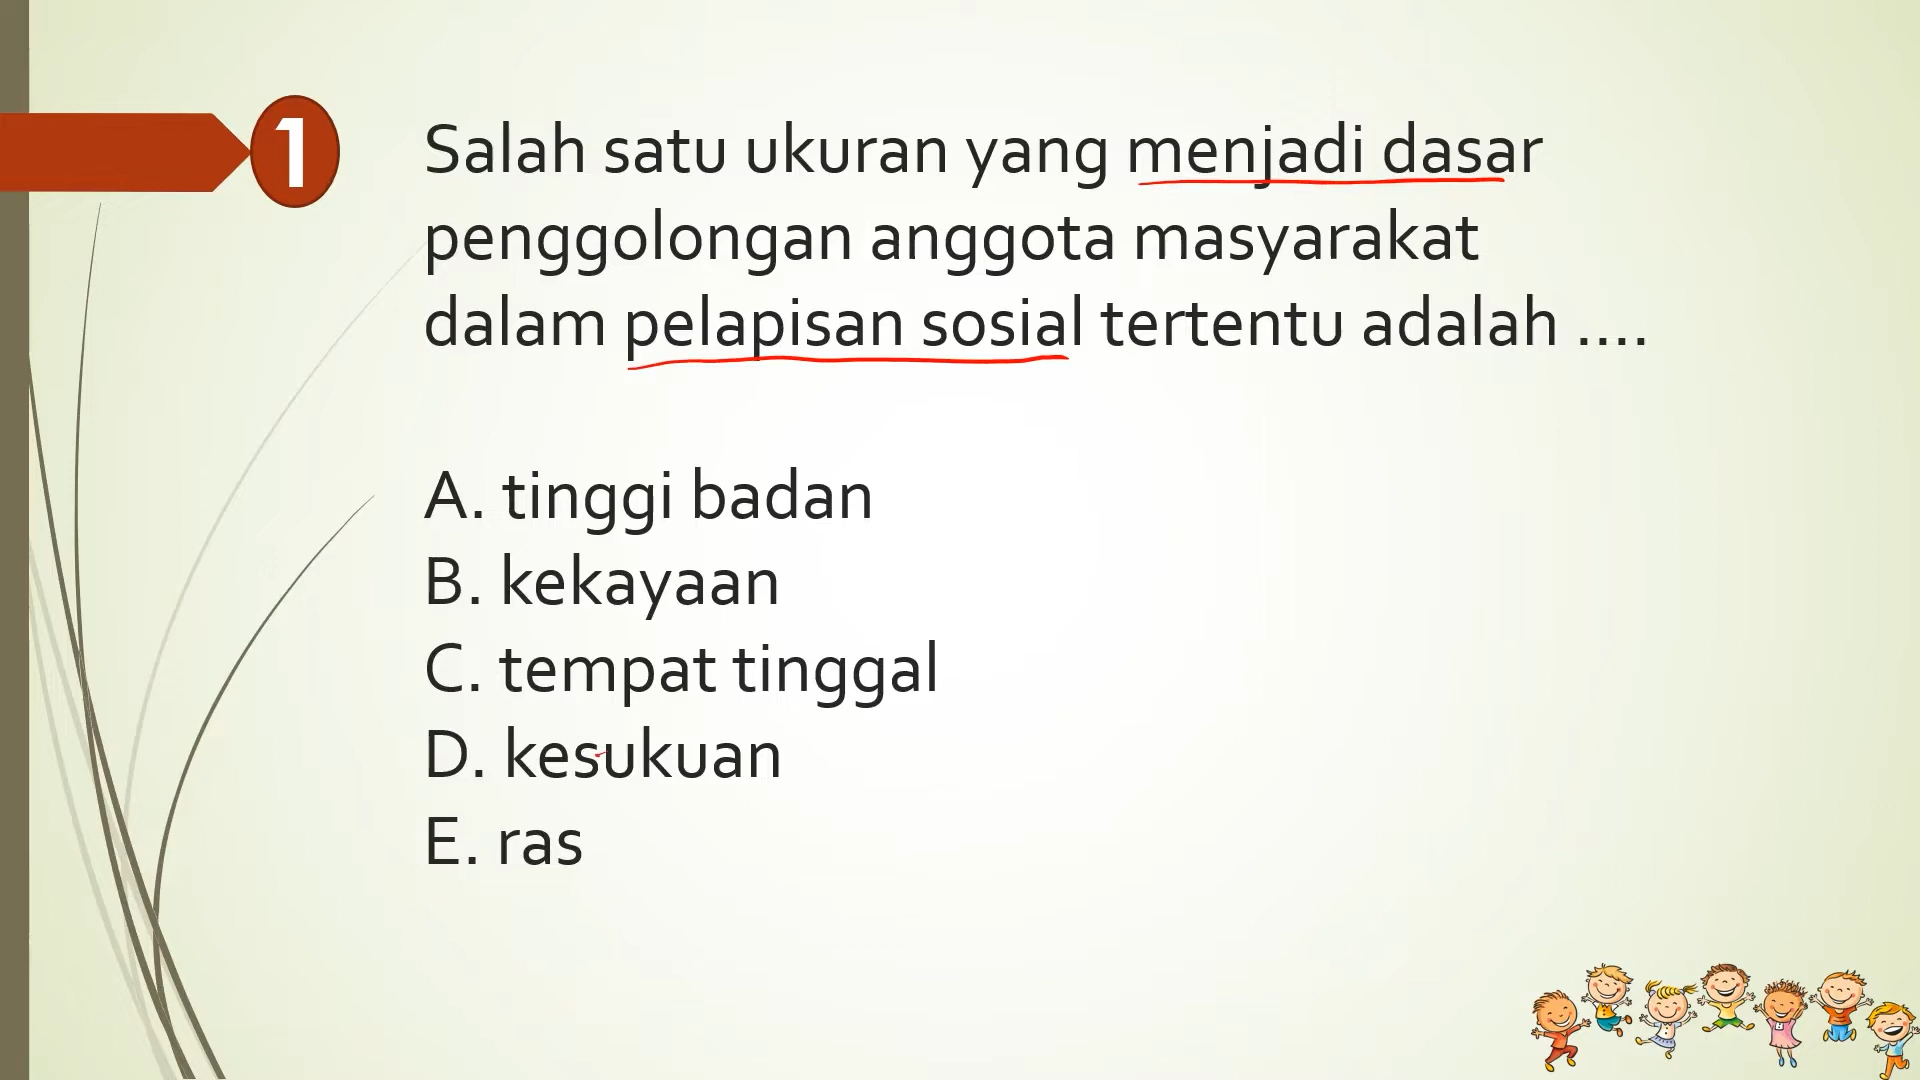 1
Salah satu ukuran yang menjadi dasar
penggolongan anggota masyarakat
dalam pelapisan sosial tertentu adalah ....
A. tinggi badan
B. kekayaan
C. tempat tinggal
D. kesukuan
E. ras